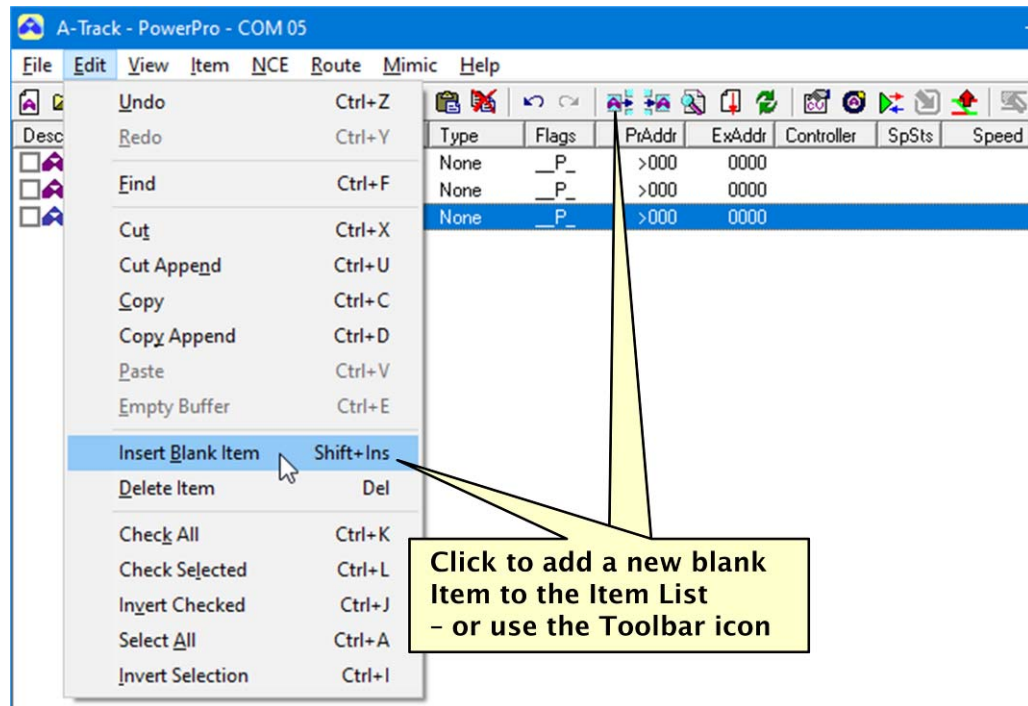 A-Track - PowerPro - COM 05
File Edit View Item NCE Route Mimic Help
Desc Type Flags PrAddr ExAddr Controller SpSts Speed
None __P_ >000 0000
None __P_ >000 0000
None __P_ >000 0000
Undo Ctrl+Z
Redo Ctrl+Y
Find Ctrl+F
Cut Ctrl+X
Cut Append Ctrl+U
Copy Ctrl+C
Copy Append Ctrl+D
Paste Ctrl+V
Empty Buffer Ctrl+E
Insert Blank Item Shift+Ins
Delete Item Del
Check All Ctrl+K
Check Selected Ctrl+L
Invert Checked Ctrl+J
Select All Ctrl+A
Invert Selection Ctrl+I
Click to add a new blank
Item to the Item List
– or use the Toolbar icon